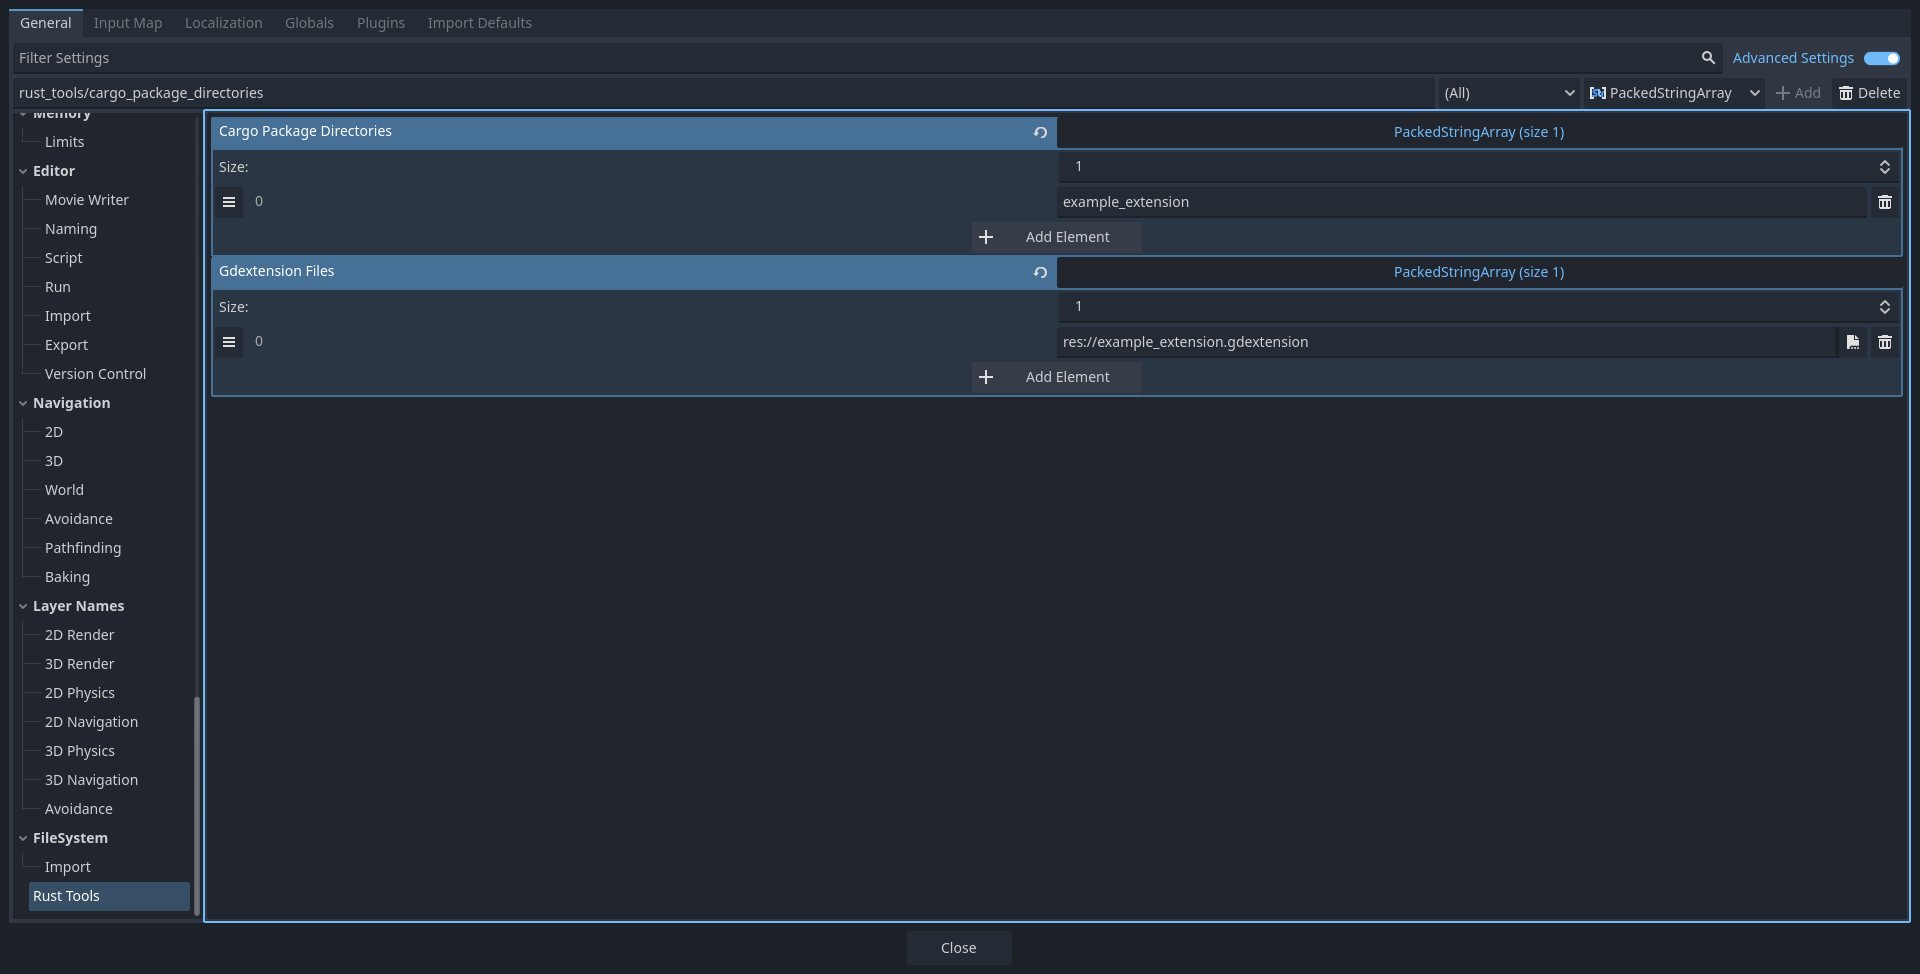 General Input Map Localization Globals Plugins Import Defaults
Filter Settings Advanced Settings
rust_tools/cargo_package_directories (All) PackedStringArray Add Delete
Memory
Limits
Editor
Movie Writer
Naming
Script
Run
Import
Export
Version Control
Navigation
2D
3D
World
Avoidance
Pathfinding
Baking
Layer Names
2D Render
3D Render
2D Physics
2D Navigation
3D Physics
3D Navigation
Avoidance
FileSystem
Import
Rust Tools
Cargo Package Directories PackedStringArray (size 1)
Size: 1
0 example_extension
Add Element
Gdextension Files PackedStringArray (size 1)
Size: 1
0 res://example_extension.gdextension
Add Element
Close